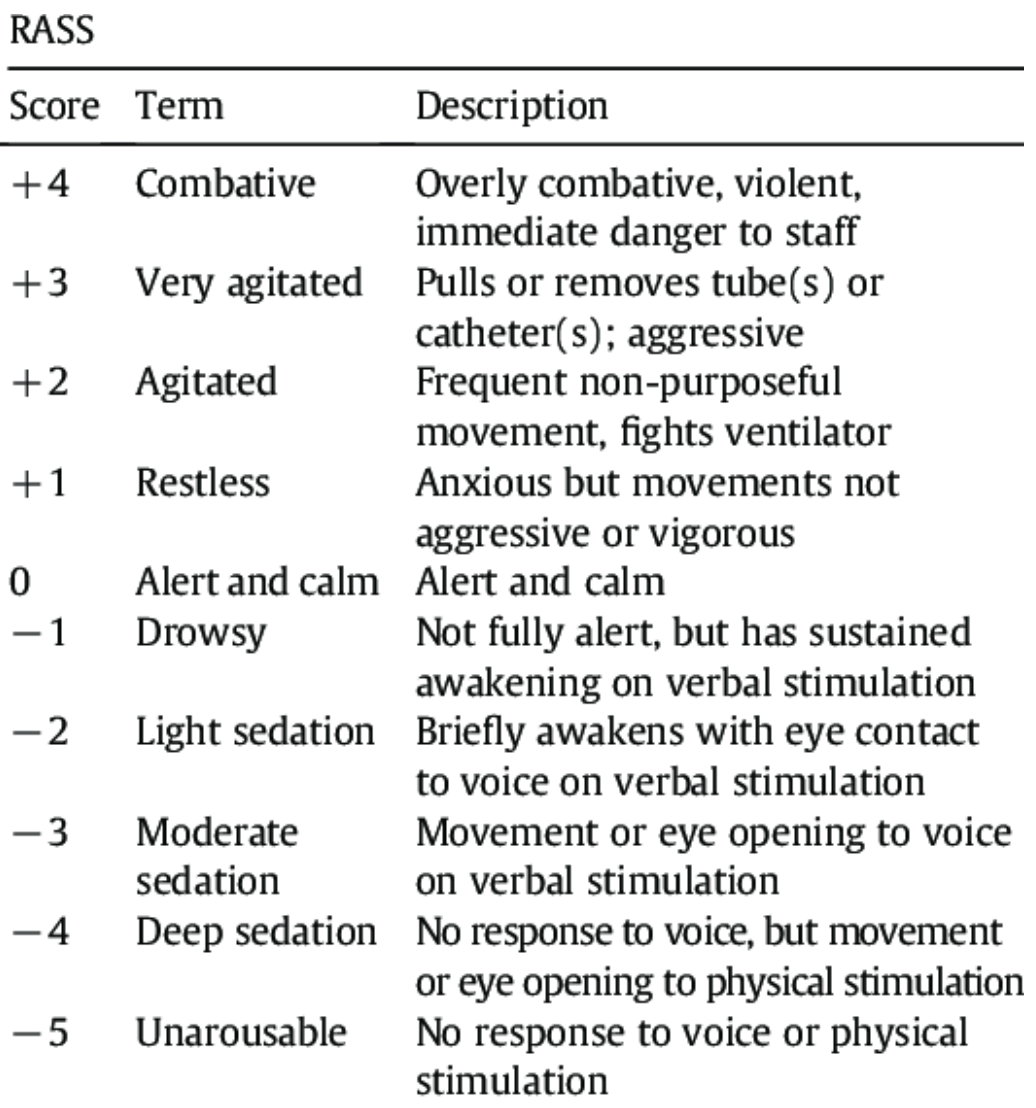 RASS
Score Term Description
+4 Combative Overly combative, violent,
immediate danger to staff
+3 Very agitated Pulls or removes tube(s) or
catheter(s); aggressive
+2 Agitated Frequent non-purposeful
movement, fights ventilator
+1 Restless Anxious but movements not
aggressive or vigorous
0 Alert and calm Alert and calm
−1 Drowsy Not fully alert, but has sustained
awakening on verbal stimulation
−2 Light sedation Briefly awakens with eye contact
to voice on verbal stimulation
−3 Moderate Movement or eye opening to voice
sedation on verbal stimulation
−4 Deep sedation No response to voice, but movement
or eye opening to physical stimulation
−5 Unarousable No response to voice or physical
stimulation